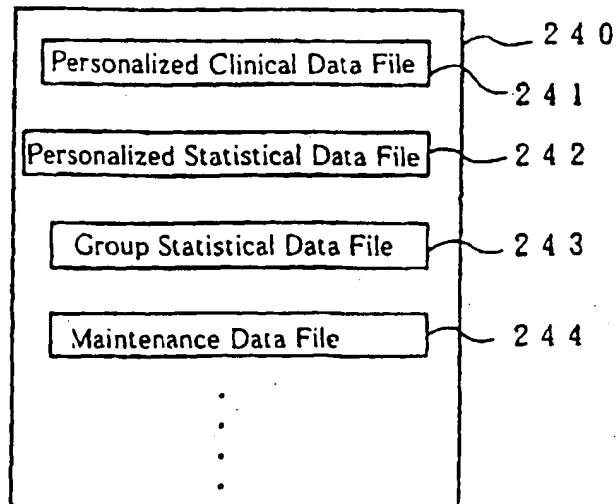 240
Personalized Clinical Data File
241
Personalized Statistical Data File 242
Group Statistical Data File 243
Maintenance Data File 244